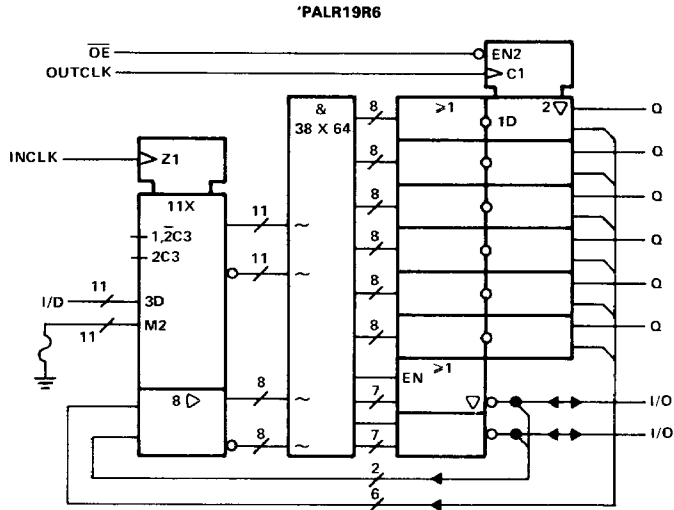 'PALR19R6
OE
OUTCLK
EN2
C1
&
38 X 64
8
≥1
1D
2 ▽
Q
INCLK
Z1
8
Q
11X
8
Q
1,2C3
11
~
2C3
11
~
8
Q
I/D
11
3D
8
Q
11
M2
8
Q
EN
≥1
8 ▷
8
~
7
▽
I/O
8
~
7
I/O
2
6